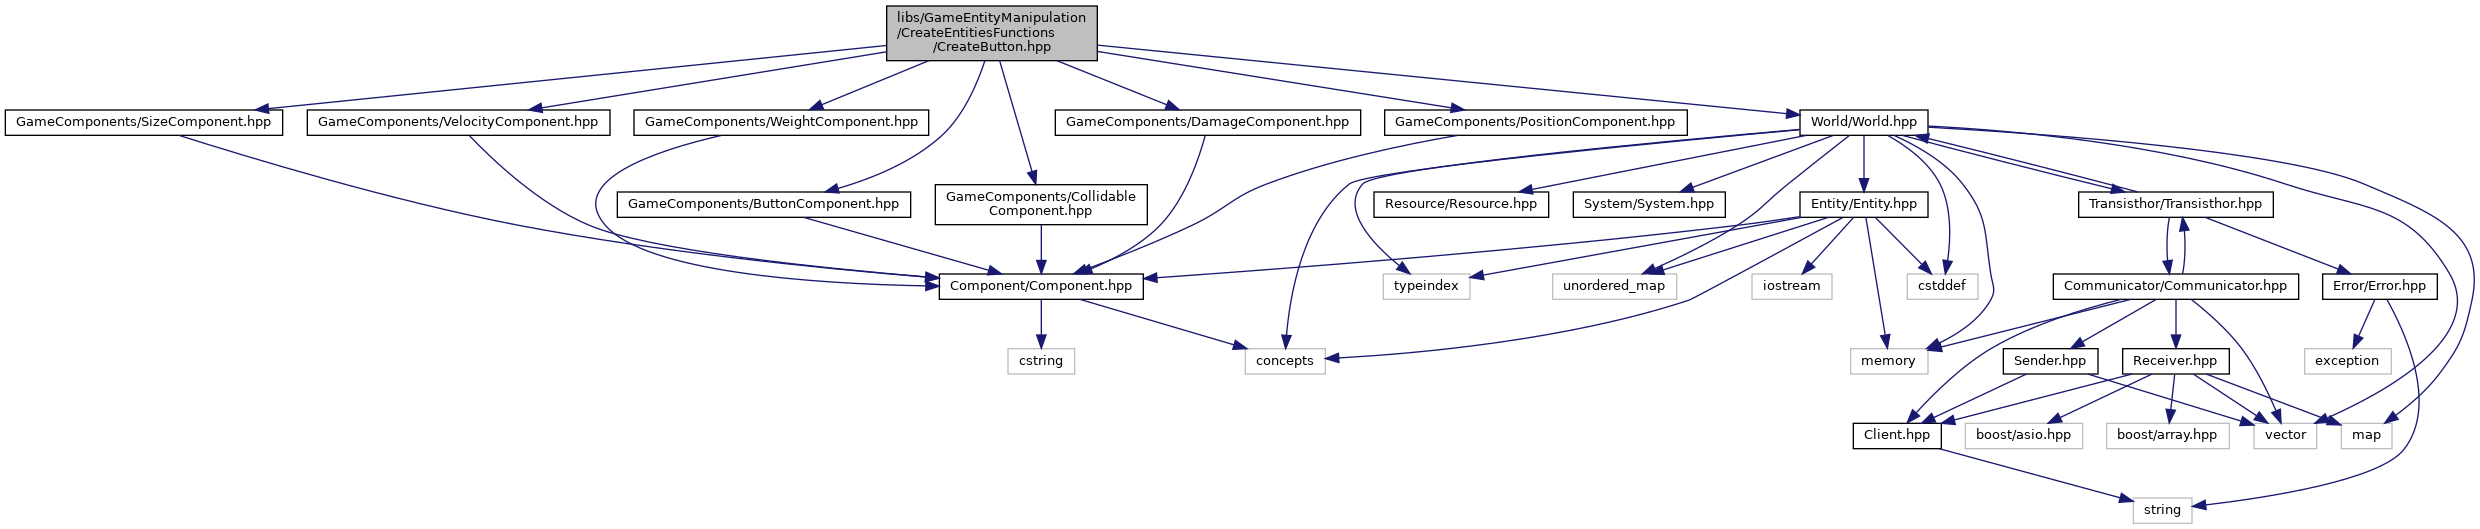 libs/GameEntityManipulation
/CreateEntitiesFunctions
/CreateButton.hpp
GameComponents/SizeComponent.hpp
GameComponents/VelocityComponent.hpp
GameComponents/WeightComponent.hpp
GameComponents/DamageComponent.hpp
GameComponents/PositionComponent.hpp
World/World.hpp
GameComponents/ButtonComponent.hpp
GameComponents/Collidable
Component.hpp
Resource/Resource.hpp
System/System.hpp
Entity/Entity.hpp
Transisthor/Transisthor.hpp
Component/Component.hpp
typeindex
unordered_map
iostream
cstddef
Communicator/Communicator.hpp
Error/Error.hpp
cstring
concepts
memory
Sender.hpp
Receiver.hpp
exception
Client.hpp
boost/asio.hpp
boost/array.hpp
vector
map
string